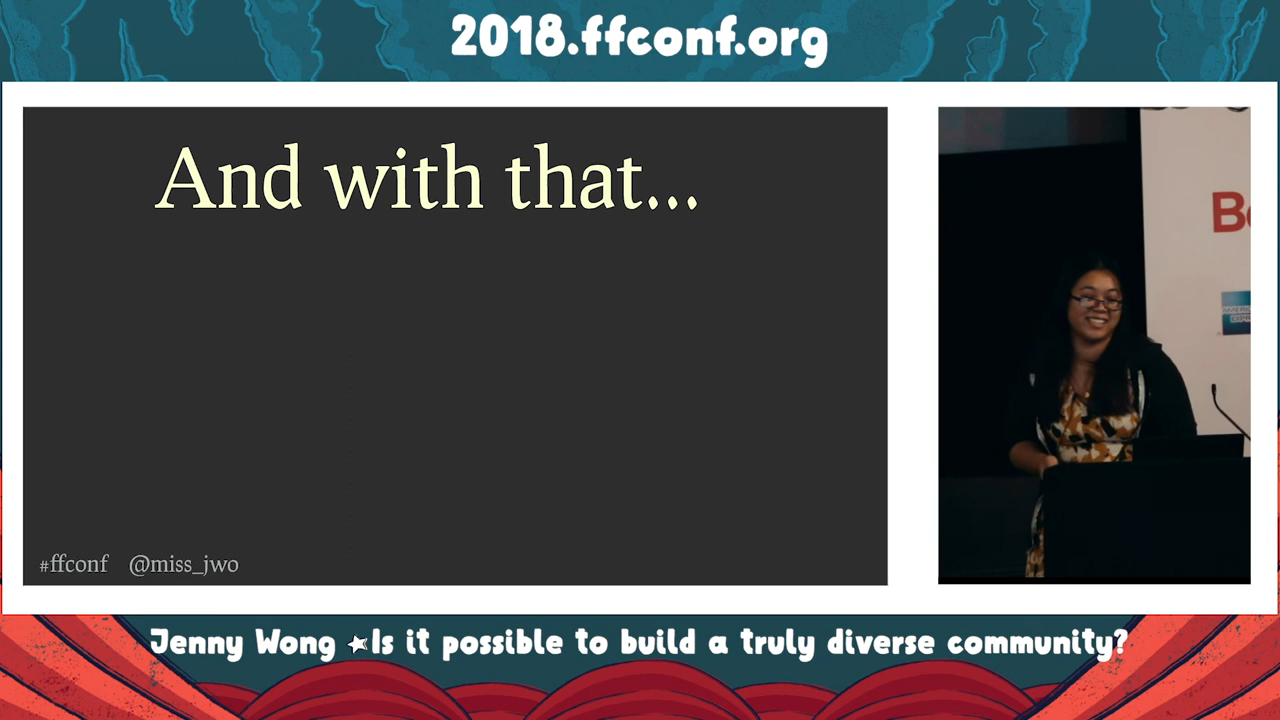 2018.ffconf.org
And with that...
#ffconf @miss_jwo
Jenny Wong ★ Is it possible to build a truly diverse community?